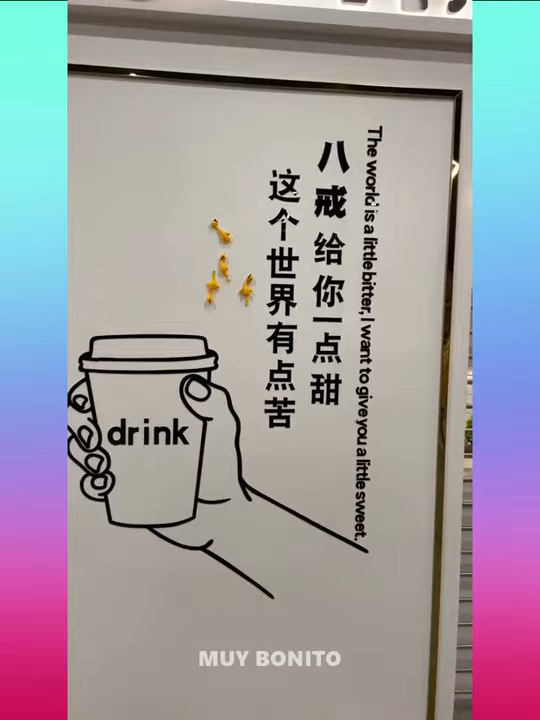 The world is a little bitter, I want to give you a little sweet.
八戒给你一点甜
这个世界有点苦
drink
MUY BONITO